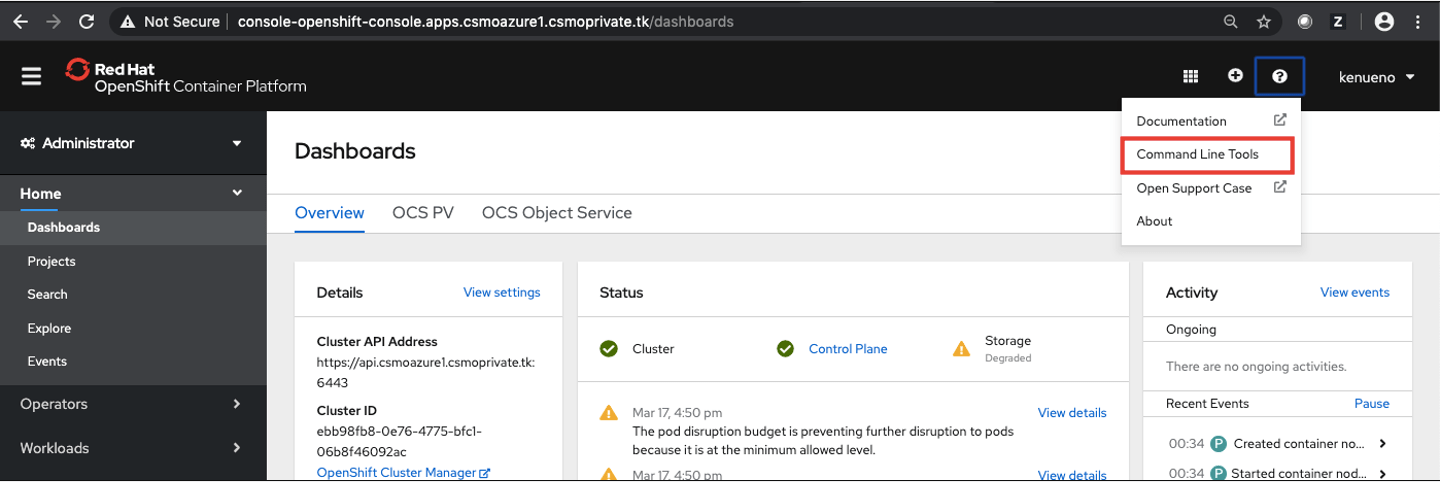 Not Secure console-openshift-console.apps.csmoazure1.csmoprivate.tk/dashboards
Z
Red Hat
OpenShift Container Platform
kenueno
Documentation
Command Line Tools
Open Support Case
About
Administrator
Home
Dashboards
Projects
Search
Explore
Events
Operators
Workloads
Dashboards
Overview OCS PV OCS Object Service
Details View settings
Cluster API Address
https://api.csmoazure1.csmoprivate.tk:
6443
Cluster ID
ebb98fb8-0e76-4775-bfc1-
06b8f46092ac
OpenShift Cluster Manager
Status
Cluster
Control Plane
Storage
Degraded
Mar 17, 4:50 pm View details
The pod disruption budget is preventing further disruption to pods
because it is at the minimum allowed level.
Mar 17, 4:50 pm View details
Activity View events
Ongoing
There are no ongoing activities.
Recent Events Pause
00:34 P Created container no...
00:34 P Started container nod...